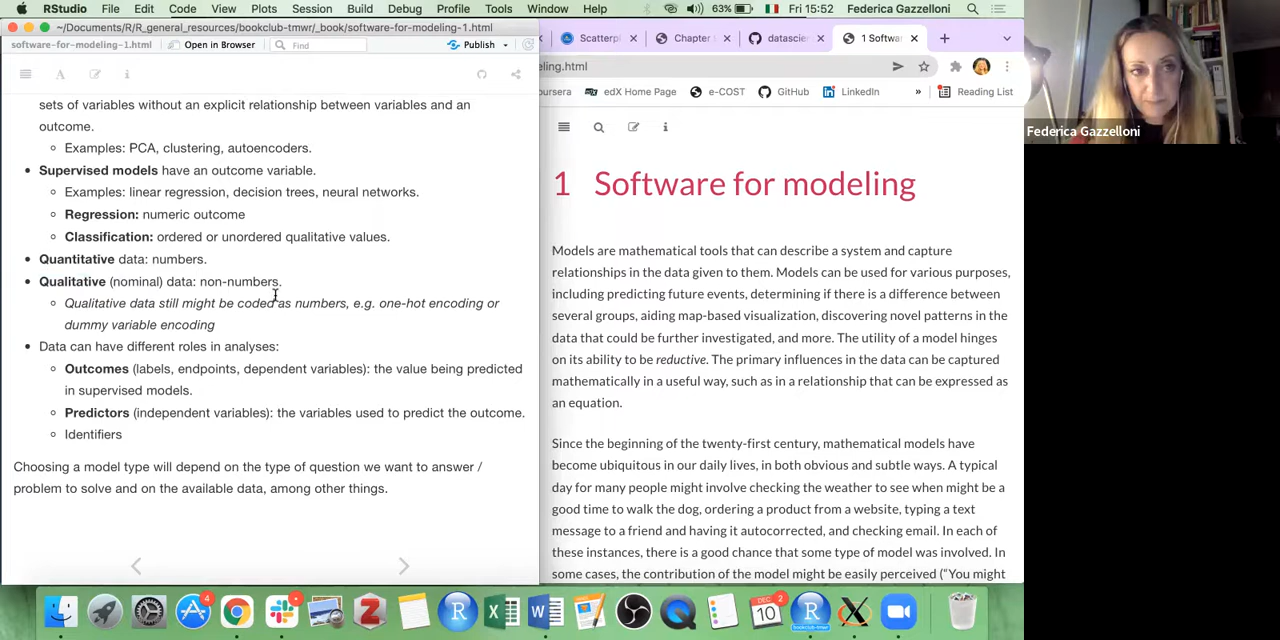 RStudio File Edit Code View Plots Session Build Debug Profile Tools Window Help 63% Fri 15:52 Federica Gazzelloni
~/Documents/R/R_general_resources/bookclub-tmwr/_book/software-for-modeling-1.html
software-for-modeling-1.html Open in Browser Find Publish
sets of variables without an explicit relationship between variables and an
outcome.
Examples: PCA, clustering, autoencoders.
Supervised models have an outcome variable.
Examples: linear regression, decision trees, neural networks.
Regression: numeric outcome
Classification: ordered or unordered qualitative values.
Quantitative data: numbers.
Qualitative (nominal) data: non-numbers.
Qualitative data still might be coded as numbers, e.g. one-hot encoding or
dummy variable encoding
Data can have different roles in analyses:
Outcomes (labels, endpoints, dependent variables): the value being predicted
in supervised models.
Predictors (independent variables): the variables used to predict the outcome.
Identifiers
Choosing a model type will depend on the type of question we want to answer /
problem to solve and on the available data, among other things.
Scatterpl Chapter datascien 1 Softwa
eling.html
oursera edX Home Page e-COST GitHub LinkedIn » Reading List
1 Software for modeling
Models are mathematical tools that can describe a system and capture
relationships in the data given to them. Models can be used for various purposes,
including predicting future events, determining if there is a difference between
several groups, aiding map-based visualization, discovering novel patterns in the
data that could be further investigated, and more. The utility of a model hinges
on its ability to be reductive. The primary influences in the data can be captured
mathematically in a useful way, such as in a relationship that can be expressed as
an equation.
Since the beginning of the twenty-first century, mathematical models have
become ubiquitous in our daily lives, in both obvious and subtle ways. A typical
day for many people might involve checking the weather to see when might be a
good time to walk the dog, ordering a product from a website, typing a text
message to a friend and having it autocorrected, and checking email. In each of
these instances, there is a good chance that some type of model was involved. In
some cases, the contribution of the model might be easily perceived (“You might
Federica Gazzelloni
4
DEC
10
2
bookclub-tmwr